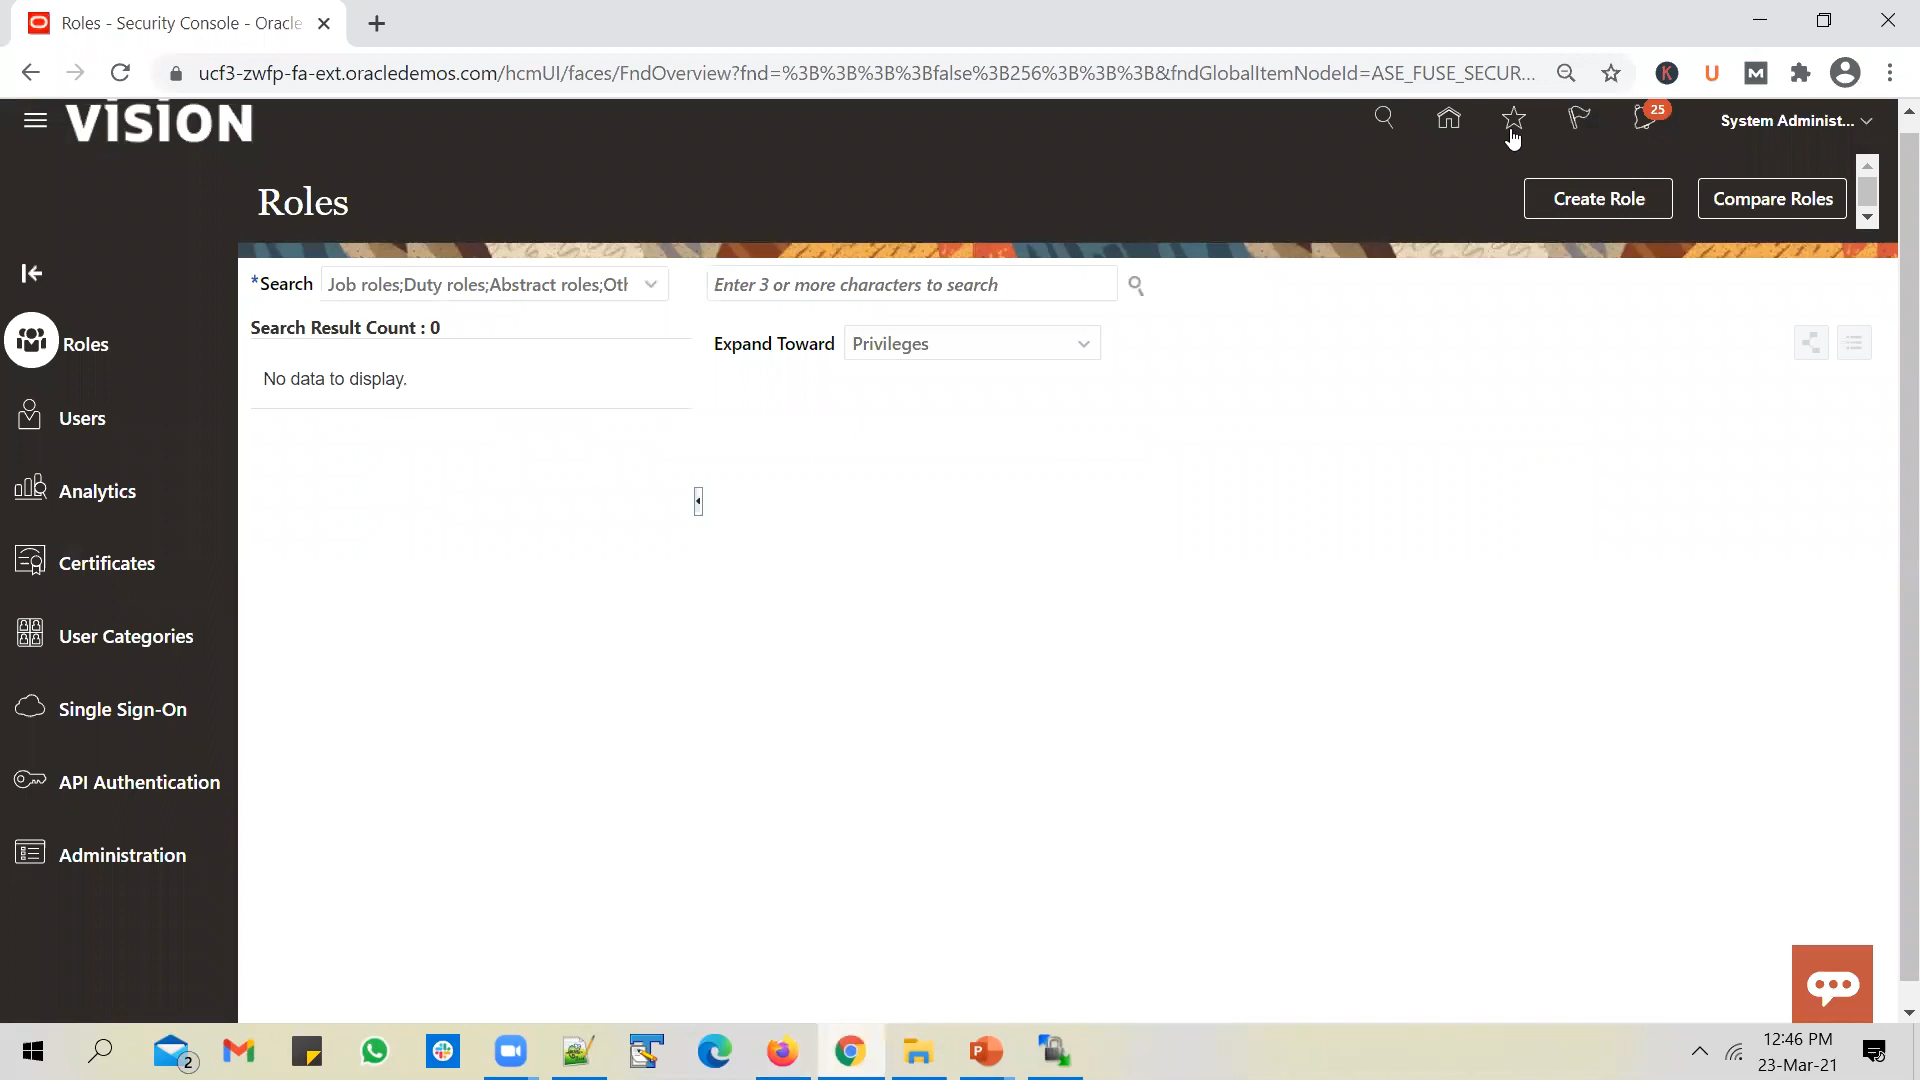 Roles - Security Console - Oracle
ucf3-zwfp-fa-ext.oracledemos.com/hcmUI/faces/FndOverview?fnd=%3B%3B%3B%3Bfalse%3B256%3B%3B%3B&fndGlobalItemNodeId=ASE_FUSE_SECUR...
K
U
M
VISION
25
System Administ...
Roles
Create Role
Compare Roles
*Search
Job roles;Duty roles;Abstract roles;Otl
Enter 3 or more characters to search
Search Result Count : 0
Expand Toward
Privileges
No data to display.
Roles
Users
Analytics
Certificates
User Categories
Single Sign-On
API Authentication
Administration
2
12:46 PM
23-Mar-21